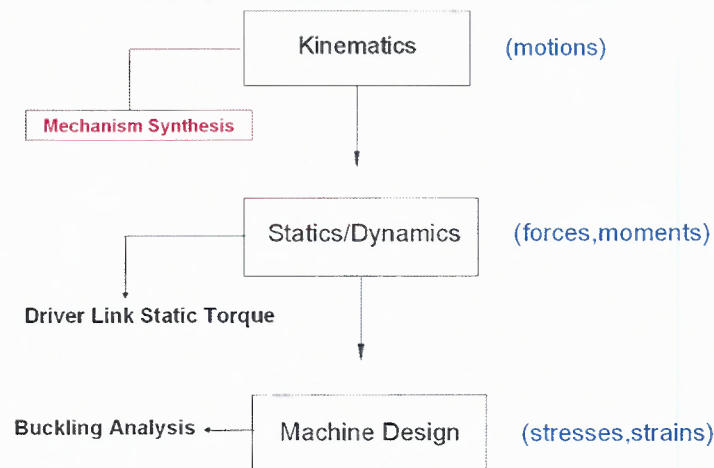 Kinematics
(motions)
Mechanism Synthesis
Statics/Dynamics
(forces,moments)
Driver Link Static Torque
Buckling Analysis
Machine Design
(stresses,strains)